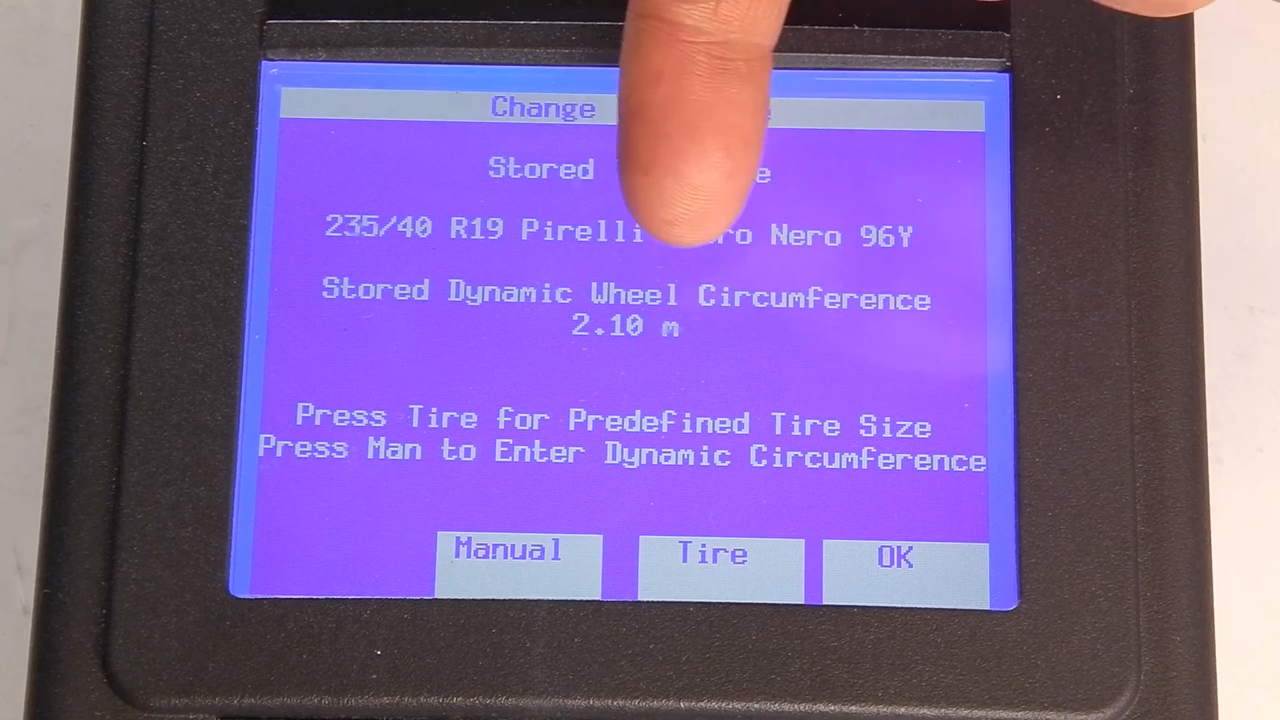 Change
Stored
235/40 R19 Pirelli Nero 96Y
Stored Dynamic Wheel Circumference
2.10 m
Press Tire for Predefined Tire Size
Press Man to Enter Dynamic Circumference
Manual Tire OK